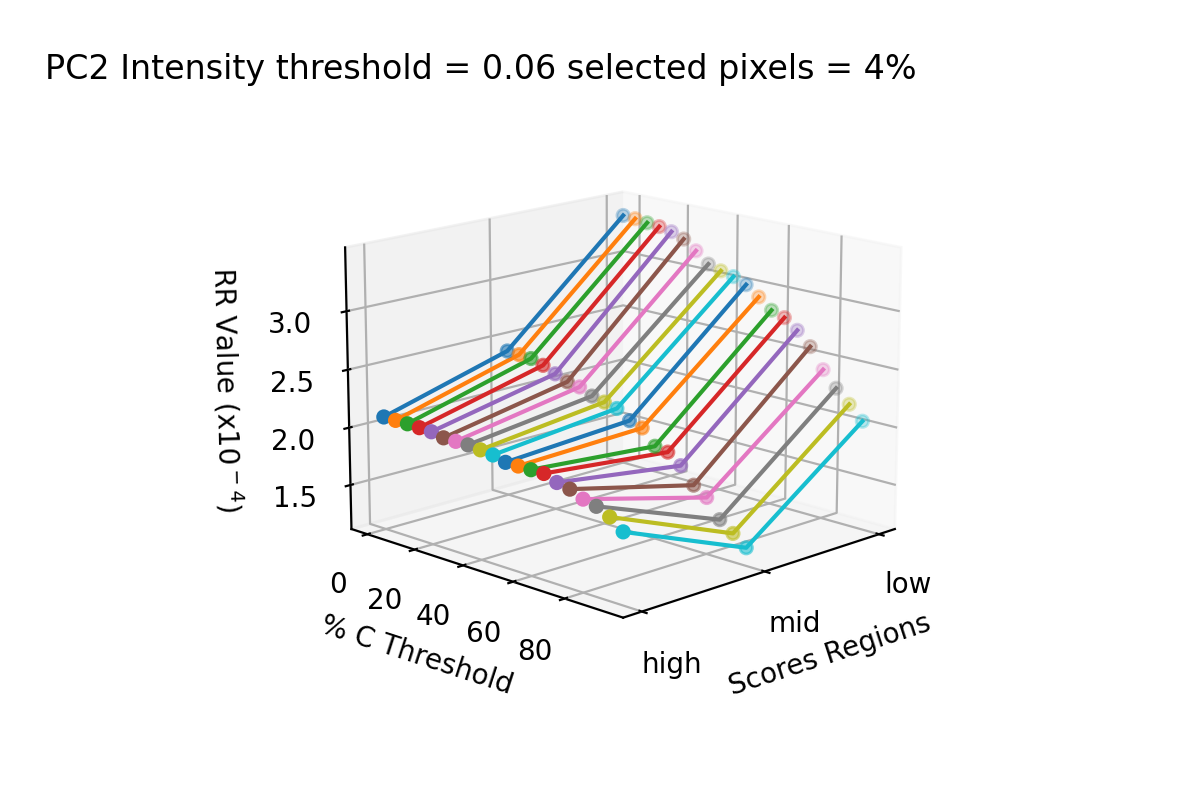 PC2 Intensity threshold = 0.06 selected pixels = 4%
RR Value (x10⁻⁴)
3.0
2.5
2.0
1.5
0
20
40
60
80
% C Threshold
high
mid
low
Scores Regions